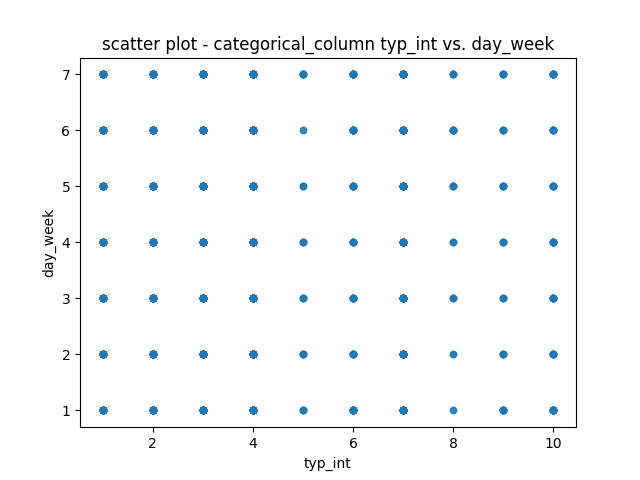 scatter plot - categorical_column typ_int vs. day_week
7
6
5
4
3
2
1
day_week
2 4 6 8 10
typ_int